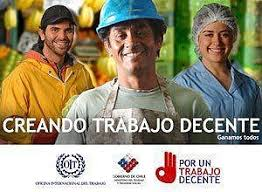 CREANDO TRABAJO DECENTE
Ganamos todos
OIT
OFICINA INTERNACIONAL DEL TRABAJO
GOBIERNO DE CHILE
POR UN
TRABAJO
DECENTE